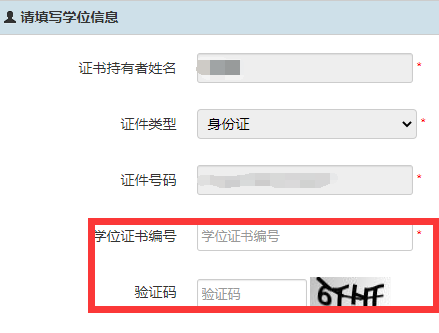 请填写学位信息
证书持有者姓名 *
证件类型 身份证 *
证件号码 *
学位证书编号 学位证书编号 *
验证码 验证码